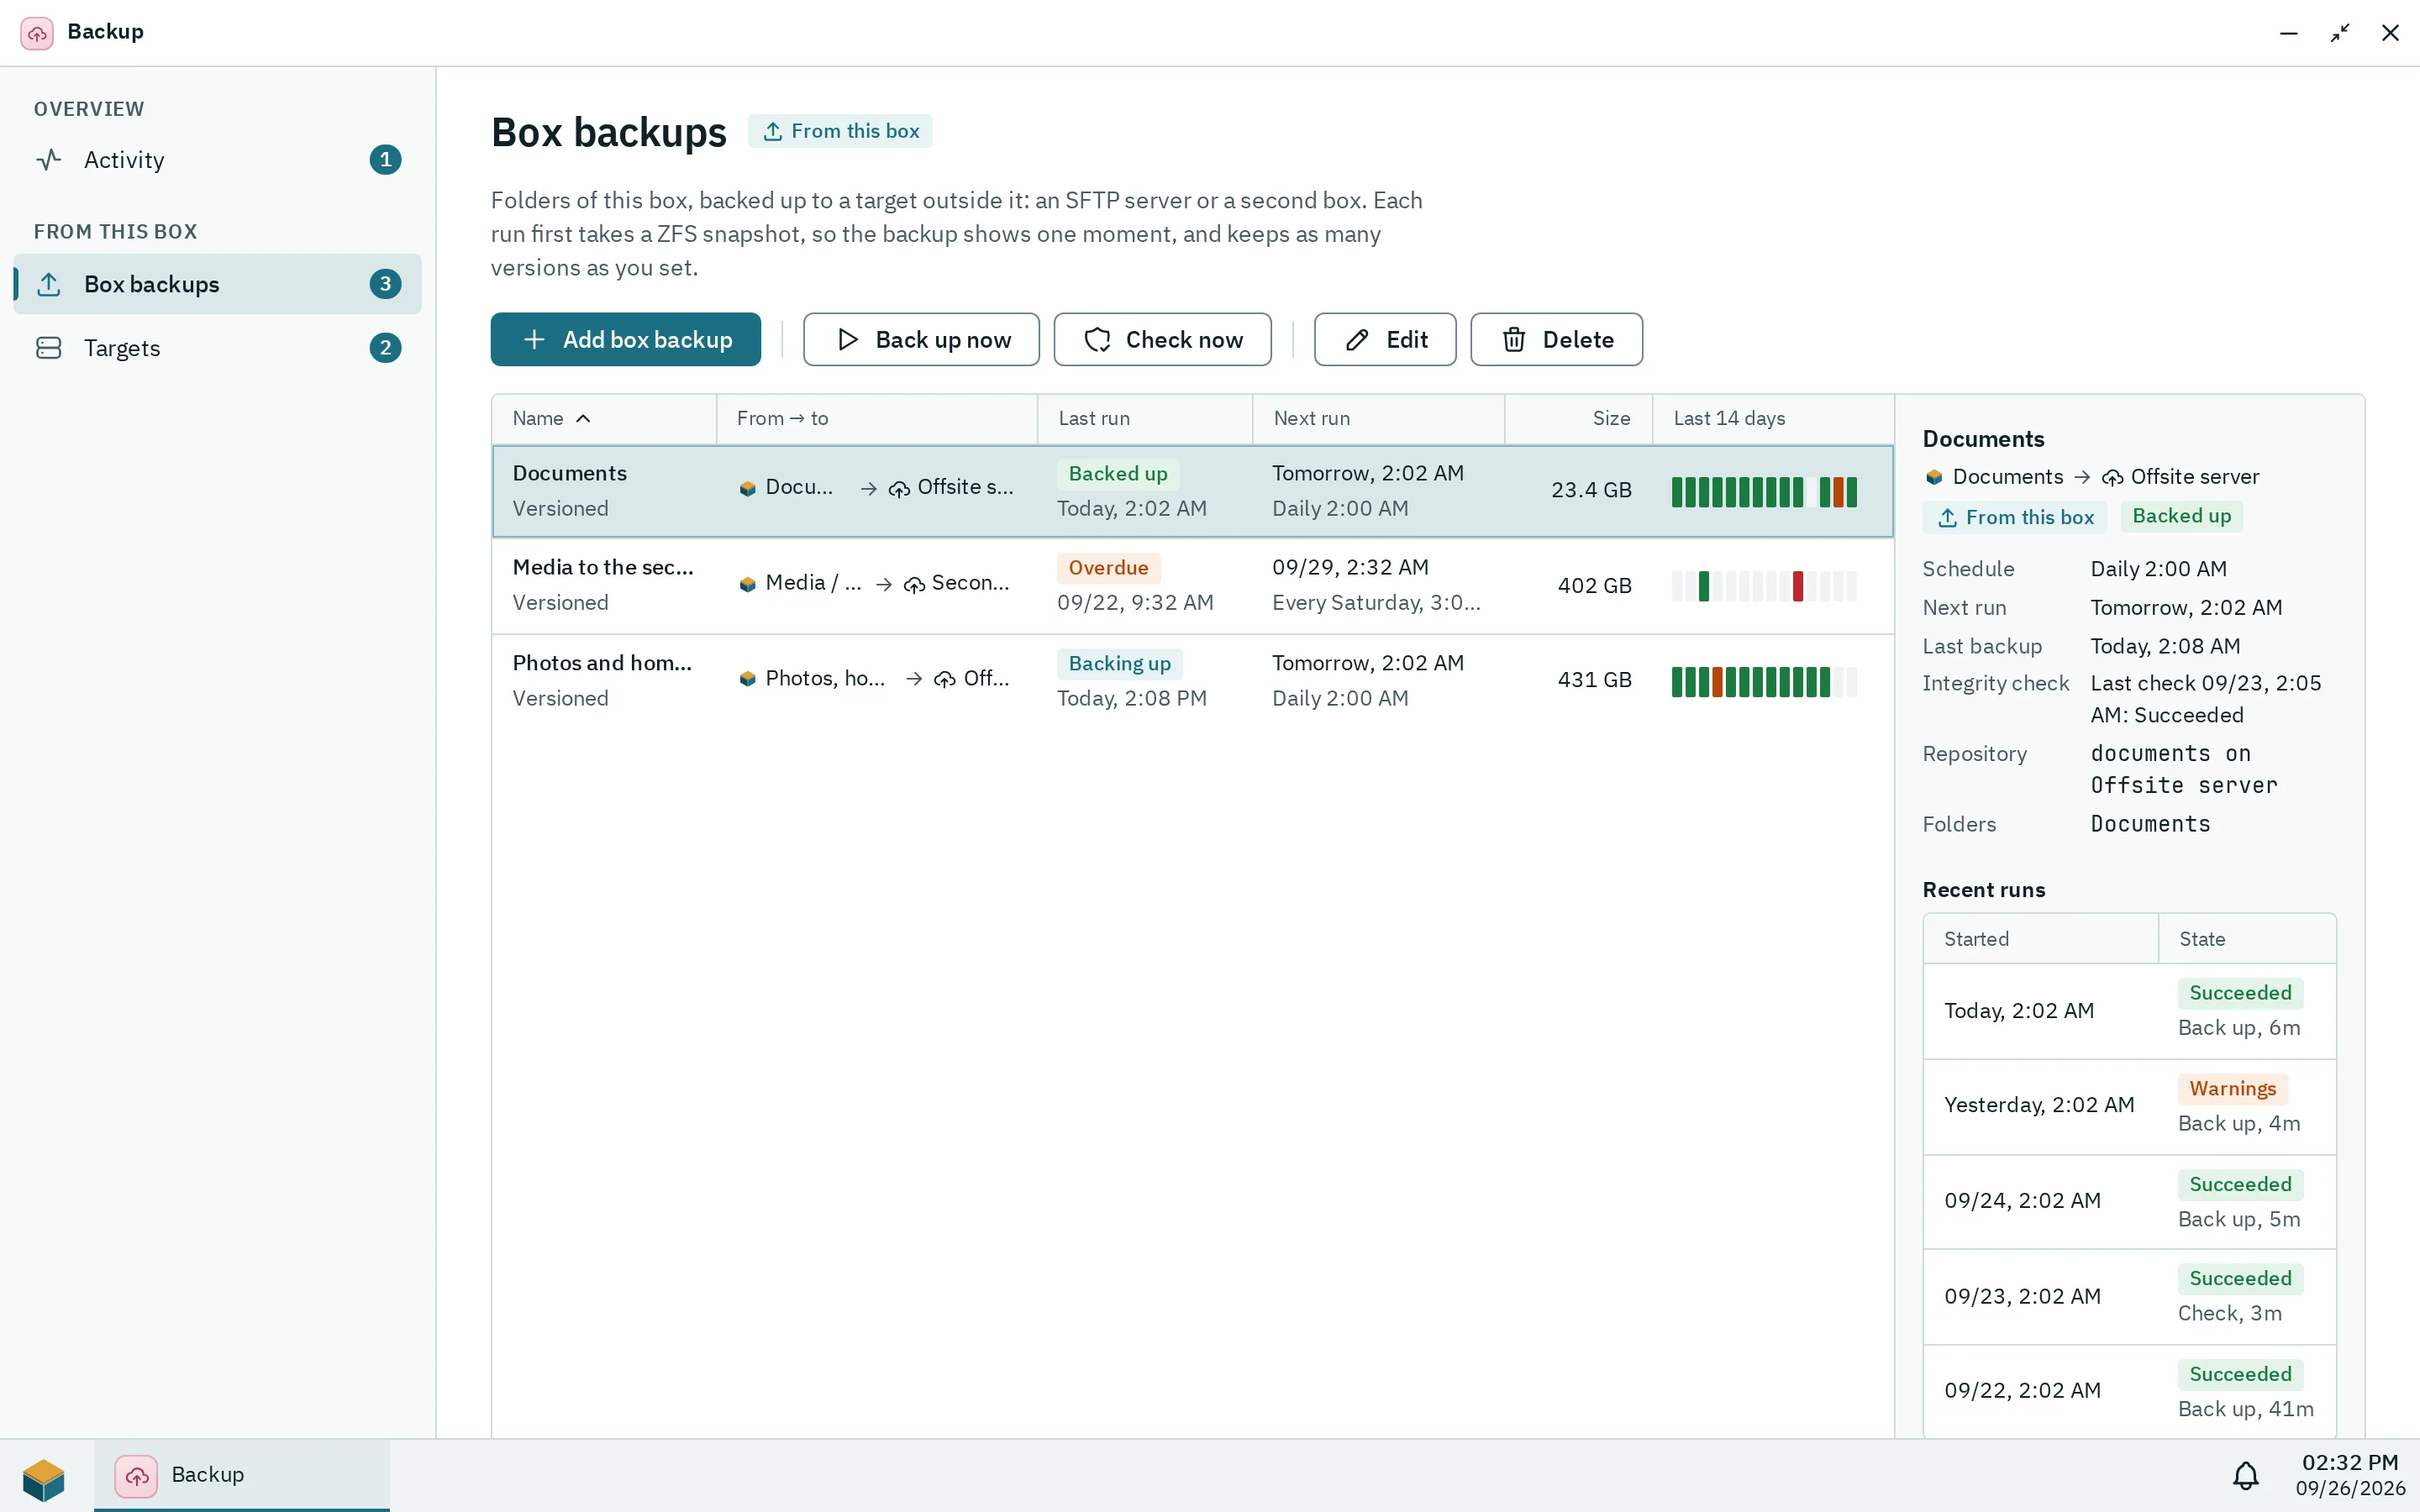 Backup
OVERVIEW
Activity
1
FROM THIS BOX
Box backups
3
Targets
2
Box backups
From this box
Folders of this box, backed up to a target outside it: an SFTP server or a second box. Each
run first takes a ZFS snapshot, so the backup shows one moment, and keeps as many
versions as you set.
Add box backup
Back up now
Check now
Edit
Delete
Name
From → to
Last run
Next run
Size
Last 14 days
Documents
Versioned
Docu... → Offsite s...
Backed up
Today, 2:02 AM
Tomorrow, 2:02 AM
Daily 2:00 AM
23.4 GB
Media to the sec...
Versioned
Media / ... → Secon...
Overdue
09/22, 9:32 AM
09/29, 2:32 AM
Every Saturday, 3:0...
402 GB
Photos and hom...
Versioned
Photos, ho... → Off...
Backing up
Today, 2:08 PM
Tomorrow, 2:02 AM
Daily 2:00 AM
431 GB
Documents
Documents → Offsite server
From this box
Backed up
Schedule
Daily 2:00 AM
Next run
Tomorrow, 2:02 AM
Last backup
Today, 2:08 AM
Integrity check
Last check 09/23, 2:05
AM: Succeeded
Repository
documents on
Offsite server
Folders
Documents
Recent runs
Started
State
Today, 2:02 AM
Succeeded
Back up, 6m
Yesterday, 2:02 AM
Warnings
Back up, 4m
09/24, 2:02 AM
Succeeded
Back up, 5m
09/23, 2:02 AM
Succeeded
Check, 3m
09/22, 2:02 AM
Succeeded
Back up, 41m
Backup
02:32 PM
09/26/2026